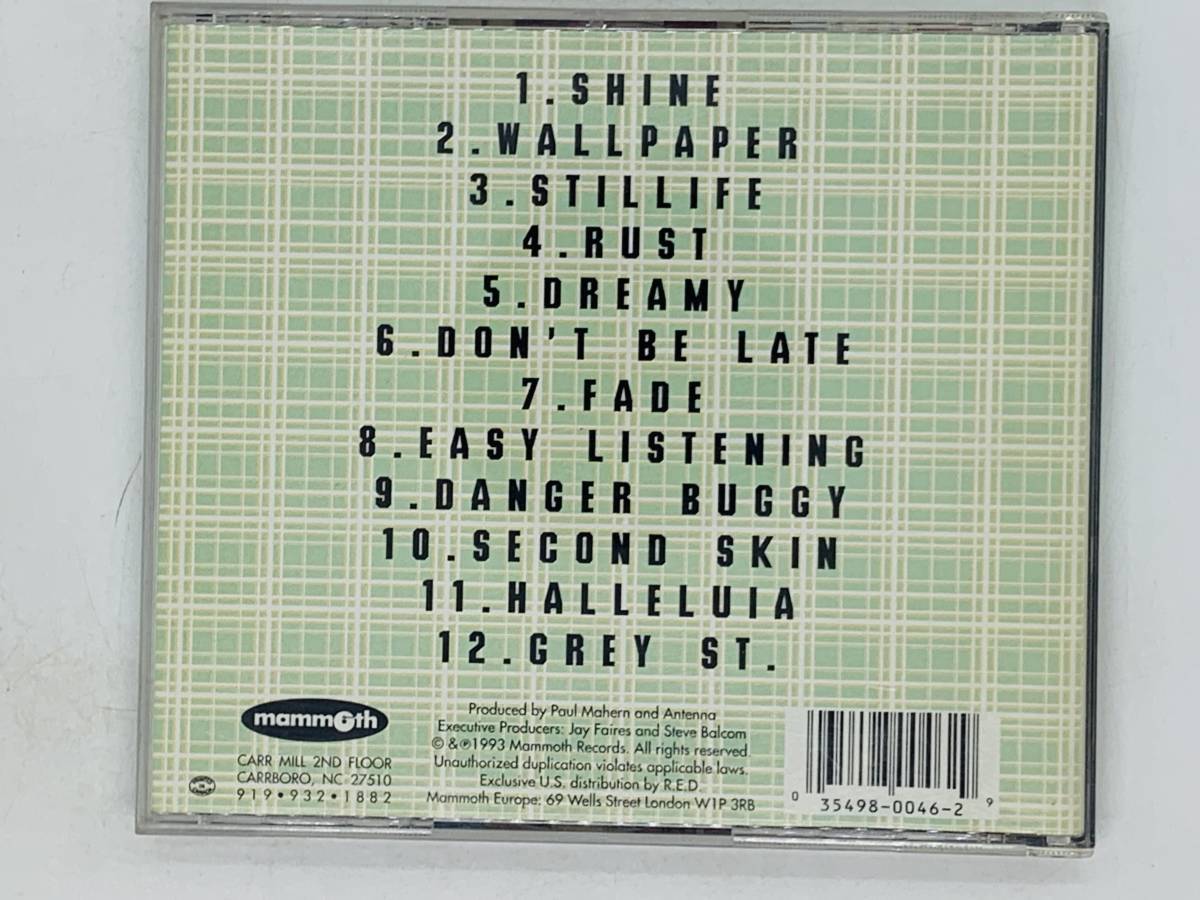 1.SHINE
2.WALLPAPER
3.STILLIFE
4.RUST
5.DREAMY
6.DON'T BE LATE
7.FADE
8.EASY LISTENING
9.DANGER BUGGY
10.SECOND SKIN
11.HALLELUIA
12.GREY ST.
mammoth
CARR MILL 2ND FLOOR
CARRBORO, NC 27510
919•932•1882
Produced by Paul Mahern and Antenna
Executive Producers: Jay Faires and Steve Balcom
© & ℗1993 Mammoth Records. All rights reserved.
Unauthorized duplication violates applicable laws.
Exclusive U.S. distribution by R.E.D.
Mammoth Europe: 69 Wells Street London W1P 3RB
0 35498-0046-2 9